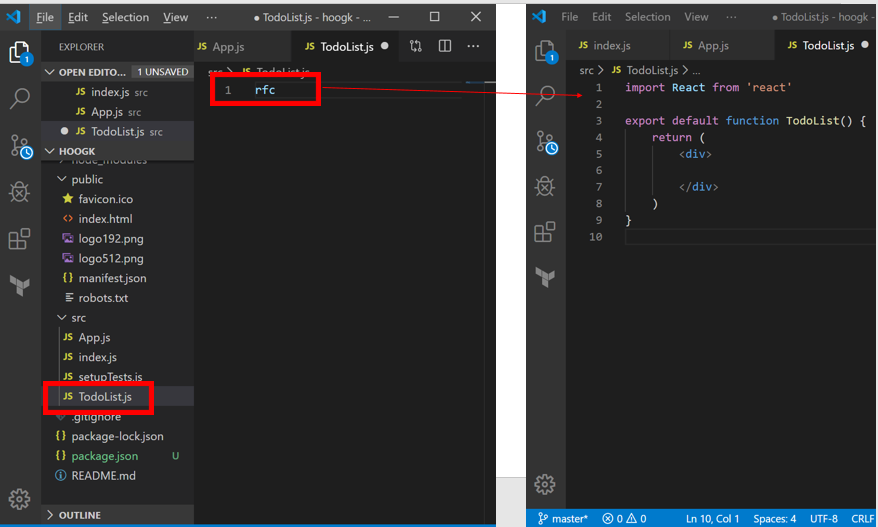 File Edit Selection View ··· ● TodoList.js - hoogk - ...
EXPLORER
OPEN EDITO... 1 UNSAVED
JS index.js src
JS App.js src
● JS TodoList.js src
HOOGK
node_modules
public
favicon.ico
<> index.html
logo192.png
logo512.png
{} manifest.json
robots.txt
src
JS App.js
JS index.js
JS setupTests.js
JS TodoList.js
.gitignore
{} package-lock.json
{} package.json U
README.md
OUTLINE
1
JS App.js JS TodoList.js ● ···
src > JS TodoList.js
1 rfc
File Edit Selection View ··· ● TodoList.js - hoogk -
1
JS index.js JS App.js JS TodoList.js ●
src > JS TodoList.js > ...
1 import React from 'react'
2
3 export default function TodoList() {
4 return (
5 <div>
6
7 </div>
8 )
9 }
10
master* 0 0 Ln 10, Col 1 Spaces: 4 UTF-8 CRLF